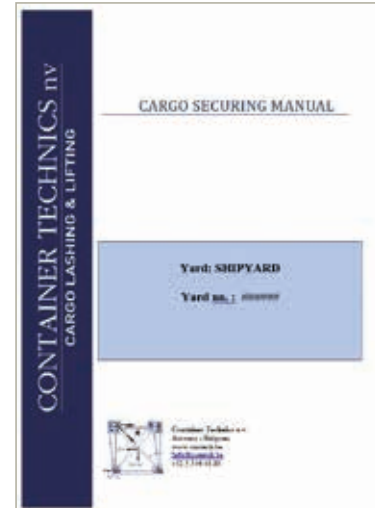 CONTAINER TECHNICS nv
CARGO LASHING & LIFTING
CARGO SECURING MANUAL
Yard: SHIPYARD
Yard no. : ######
Container Technics n v